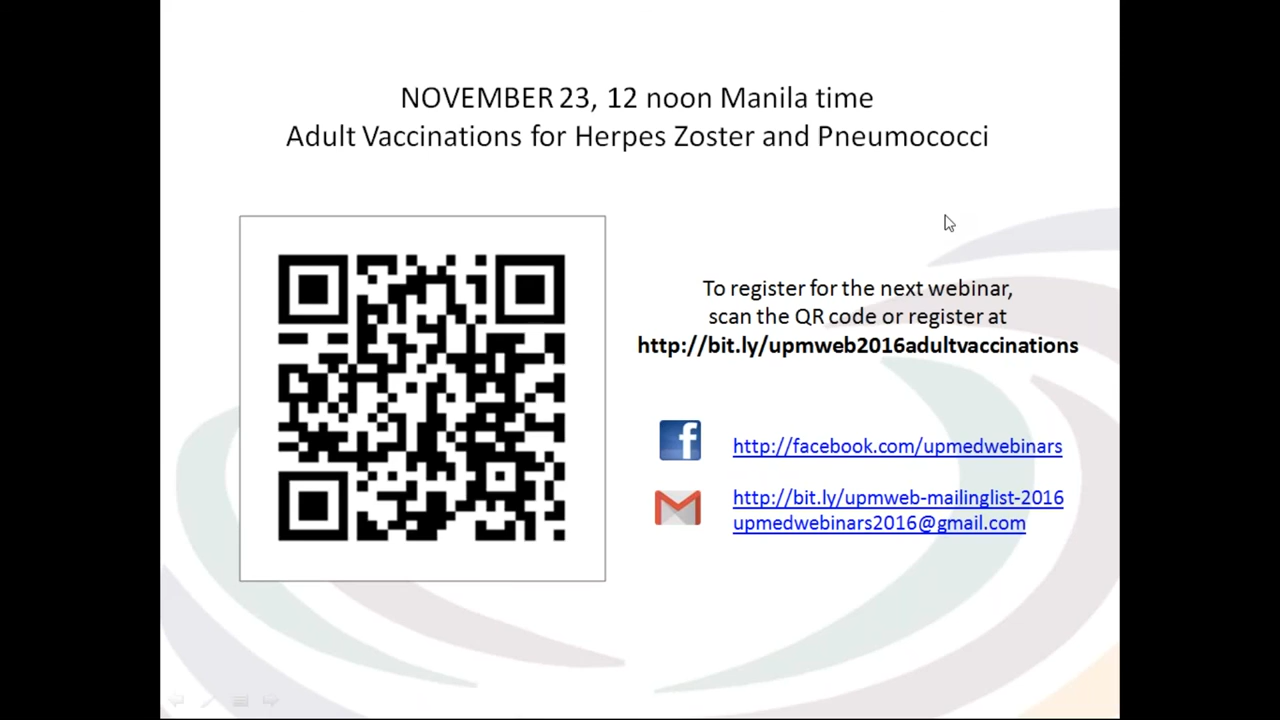 NOVEMBER 23, 12 noon Manila time
Adult Vaccinations for Herpes Zoster and Pneumococci
To register for the next webinar,
scan the QR code or register at
http://bit.ly/upmweb2016adultvaccinations
f
http://facebook.com/upmedwebinars
http://bit.ly/upmweb-mailinglist-2016
upmedwebinars2016@gmail.com